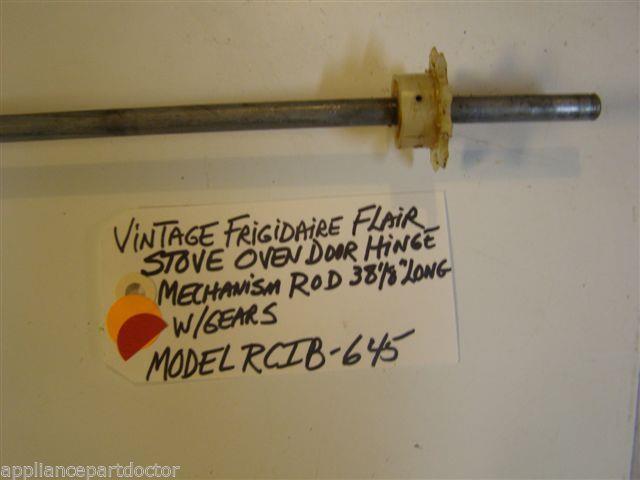 VINTAGE FRIGIDAIRE FLAIR
STOVE OVEN DOOR HINGE
MECHANISM ROD 38 1/8" LONG
W/GEARS
MODEL RCIB-645
appliancepartdoctor